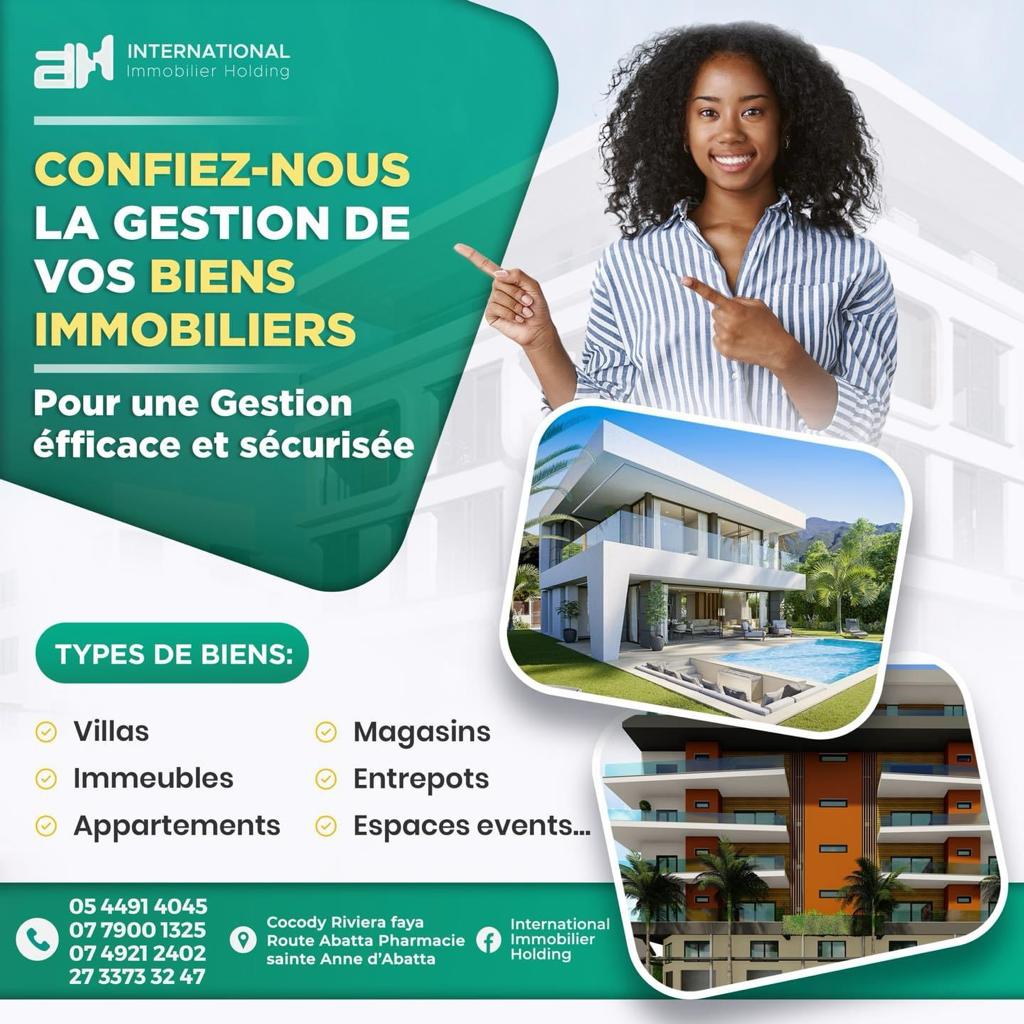 aH INTERNATIONAL
Immobilier Holding
CONFIEZ-NOUS
LA GESTION DE
VOS BIENS
IMMOBILIERS
Pour une Gestion
éfficace et sécurisée
TYPES DE BIENS:
Villas
Immeubles
Appartements
Magasins
Entrepots
Espaces events...
05 4491 4045
07 7900 1325
07 4921 2402
27 3373 32 47
Cocody Riviera faya
Route Abatta Pharmacie
sainte Anne d'Abatta
International
Immobilier
Holding